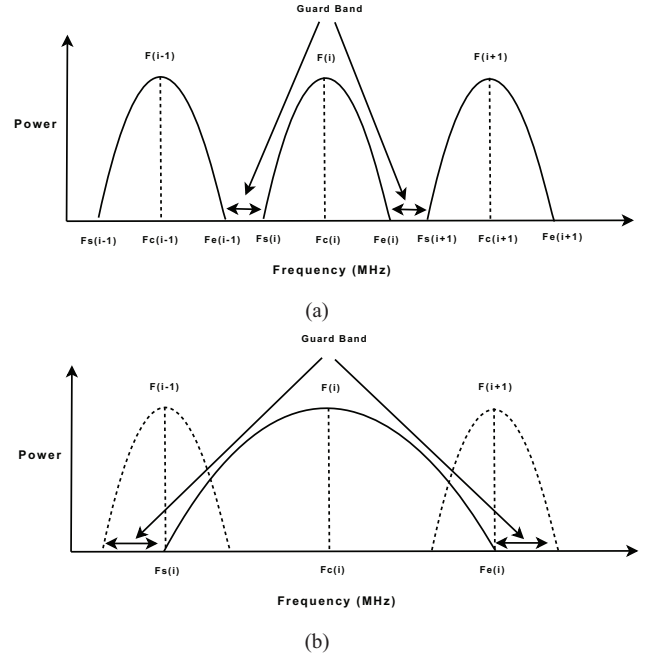 Guard Band
F(i-1)
F(i)
F(i+1)
Power
Fs(i-1)
Fc(i-1)
Fe(i-1)
Fs(i)
Fc(i)
Fe(i)
Fs(i+1)
Fc(i+1)
Fe(i+1)
Frequency (MHz)
(a)
Guard Band
F(i-1)
F(i)
F(i+1)
Power
Fs(i)
Fc(i)
Fe(i)
Frequency (MHz)
(b)